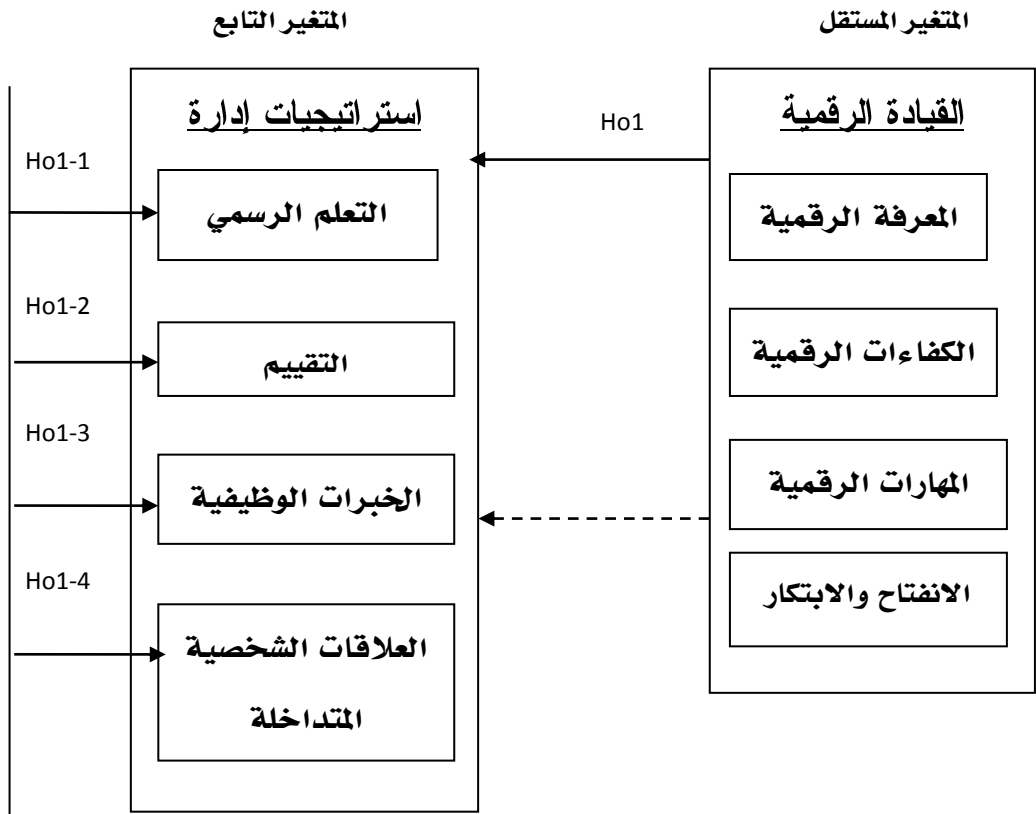 المتغير المستقل
المتغير التابع
القيادة الرقمية
المعرفة الرقمية
الكفاءات الرقمية
المهارات الرقمية
الانفتاح والابتكار
Ho1
استراتيجيات إدارة
التعلم الرسمي
التقييم
الخبرات الوظيفية
العلاقات الشخصية
المتداخلة
Ho1-1
Ho1-2
Ho1-3
Ho1-4